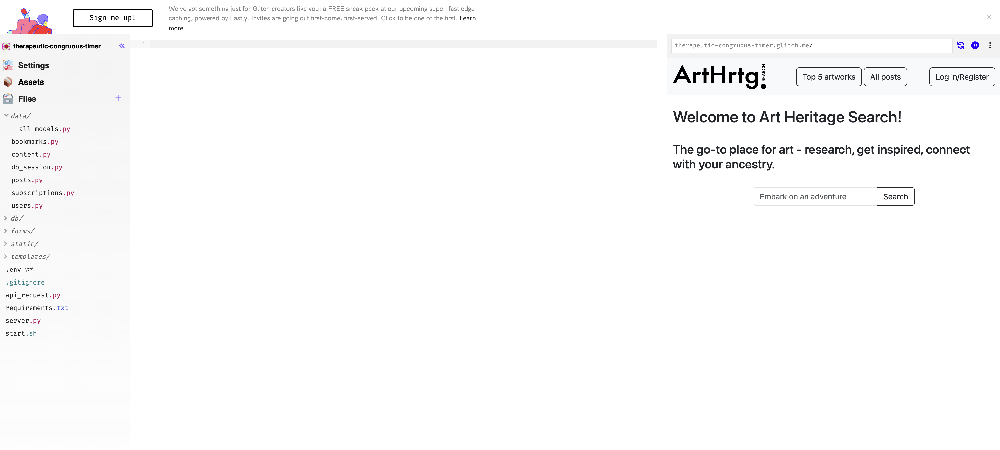 Sign me up!
We've got something just for Glitch creators like you: a FREE sneak peek at our upcoming super-fast edge
caching, powered by Fastly. Invites are going out first-come, first-served. Click to be one of the first. Learn
more
therapeutic-congruous-timer
Settings
Assets
Files
data/
__all_models.py
bookmarks.py
content.py
db_session.py
posts.py
subscriptions.py
users.py
db/
forms/
static/
templates/
.env
.gitignore
api_request.py
requirements.txt
server.py
start.sh
1
therapeutic-congruous-timer.glitch.me/
ArtHrtg. SEARCH
Top 5 artworks
All posts
Log in/Register
Welcome to Art Heritage Search!
The go-to place for art - research, get inspired, connect
with your ancestry.
Embark on an adventure
Search